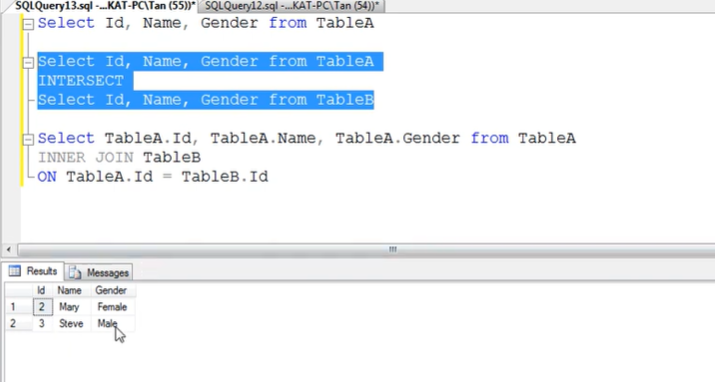 SQLQuery13.sql -...KAT-PC\Tan (55))* SQLQuery12.sql -...KAT-PC\Tan (54))*
Select Id, Name, Gender from TableA
Select Id, Name, Gender from TableA
INTERSECT
Select Id, Name, Gender from TableB
Select TableA.Id, TableA.Name, TableA.Gender from TableA
INNER JOIN TableB
ON TableA.Id = TableB.Id
Results Messages
Id Name Gender
1 2 Mary Female
2 3 Steve Male